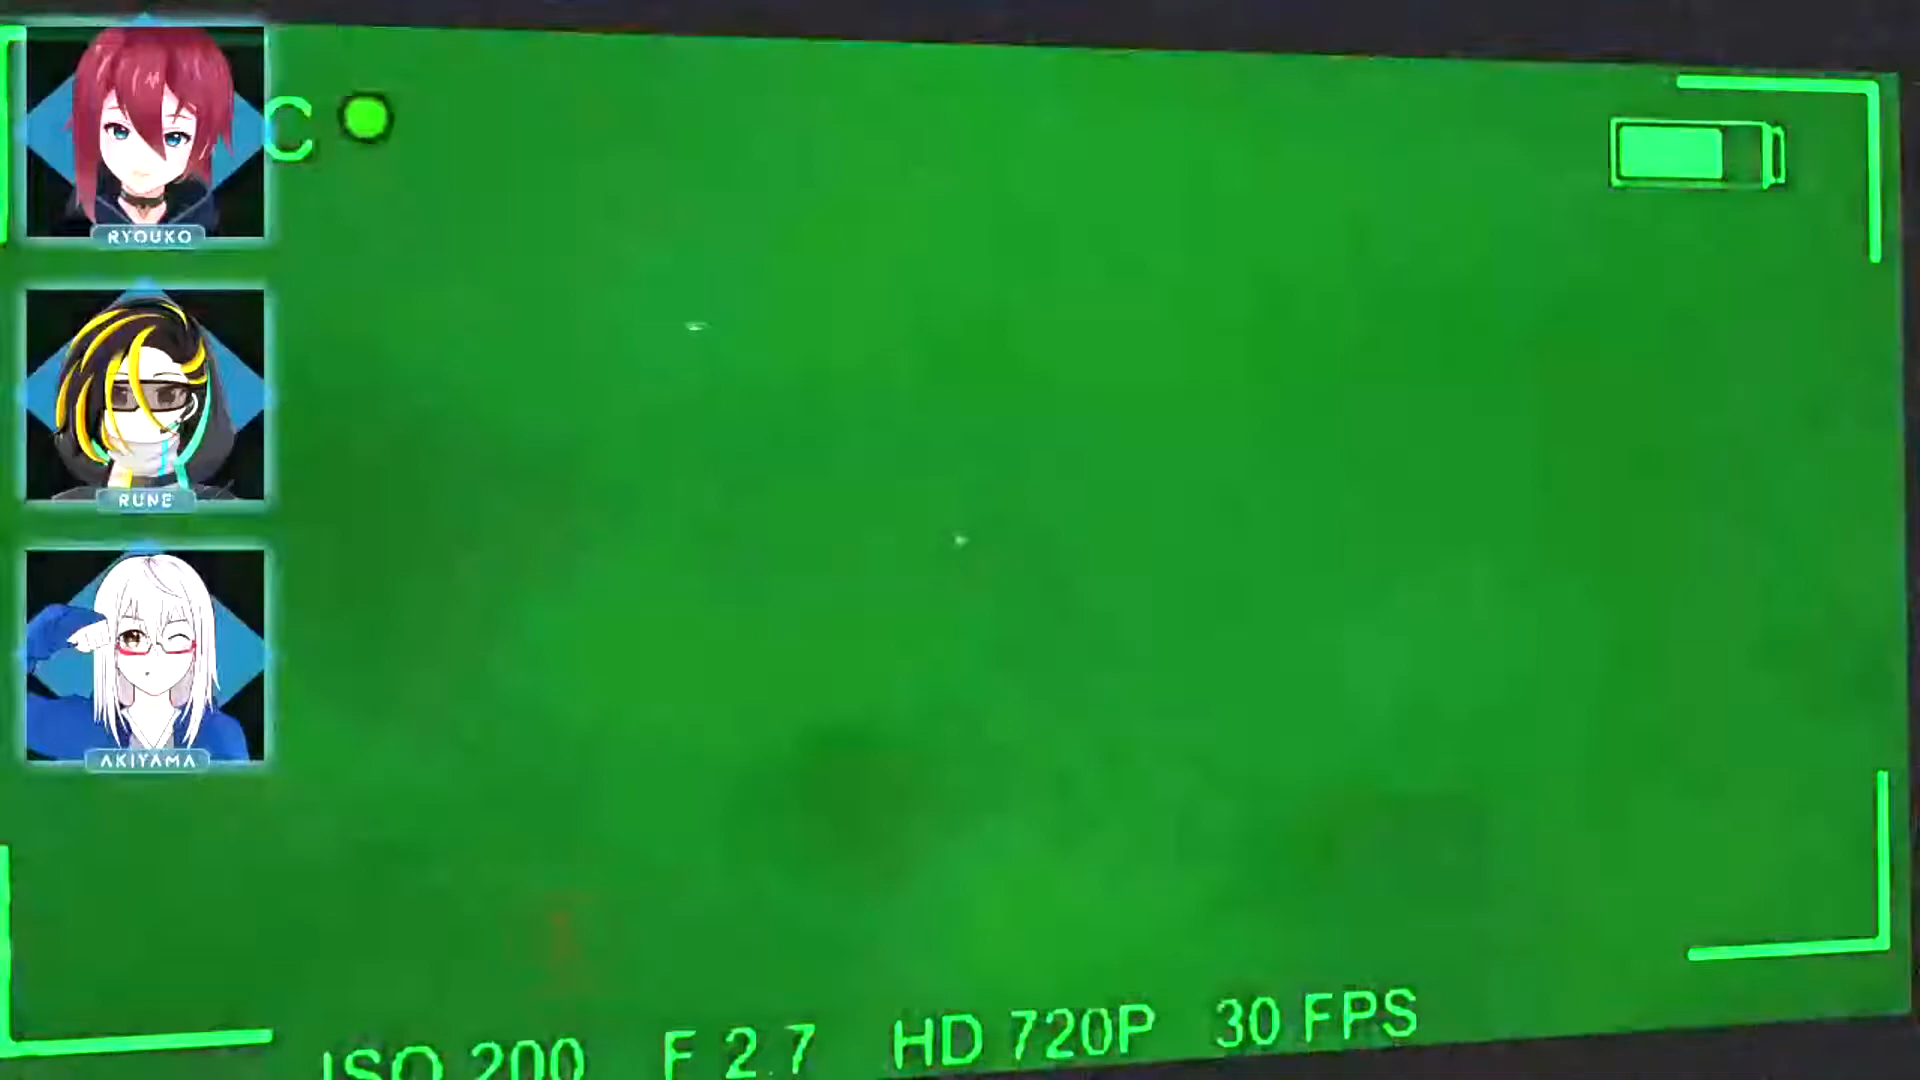 C
RYOUKO
RUNE
AKIYAMA
ISO 200 F 2.7 HD 720P 30 FPS